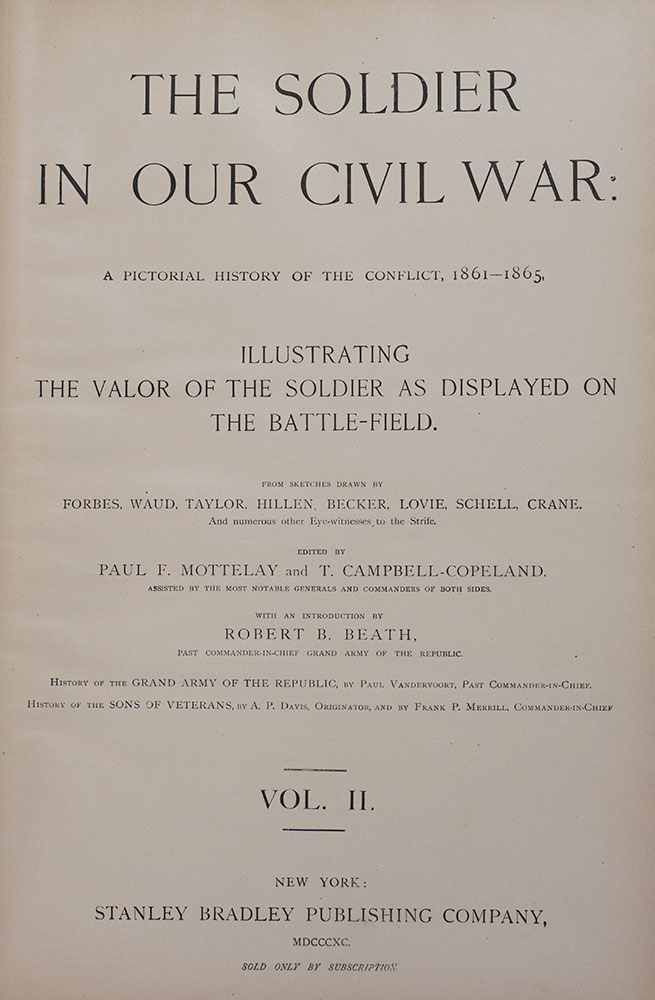 THE SOLDIER
IN OUR CIVIL WAR:
A PICTORIAL HISTORY OF THE CONFLICT, 1861—1865,
ILLUSTRATING
THE VALOR OF THE SOLDIER AS DISPLAYED ON
THE BATTLE-FIELD.
FROM SKETCHES DRAWN BY
FORBES, WAUD, TAYLOR, HILLEN, BECKER, LOVIE, SCHELL, CRANE.
And numerous other Eye-witnesses to the Strife.
EDITED BY
PAUL F. MOTTELAY and T. CAMPBELL-COPELAND.
ASSISTED BY THE MOST NOTABLE GENERALS AND COMMANDERS OF BOTH SIDES.
WITH AN INTRODUCTION BY
ROBERT B. BEATH,
PAST COMMANDER-IN-CHIEF GRAND ARMY OF THE REPUBLIC.
History of the GRAND ARMY OF THE REPUBLIC, by Paul Vandervoort, Past Commander-in-Chief.
History of the SONS OF VETERANS, by A. P. Davis, Originator, and by Frank P. Merrill, Commander-in-Chief
VOL. II.
NEW YORK:
STANLEY BRADLEY PUBLISHING COMPANY,
MDCCCXC.
SOLD ONLY BY SUBSCRIPTION.